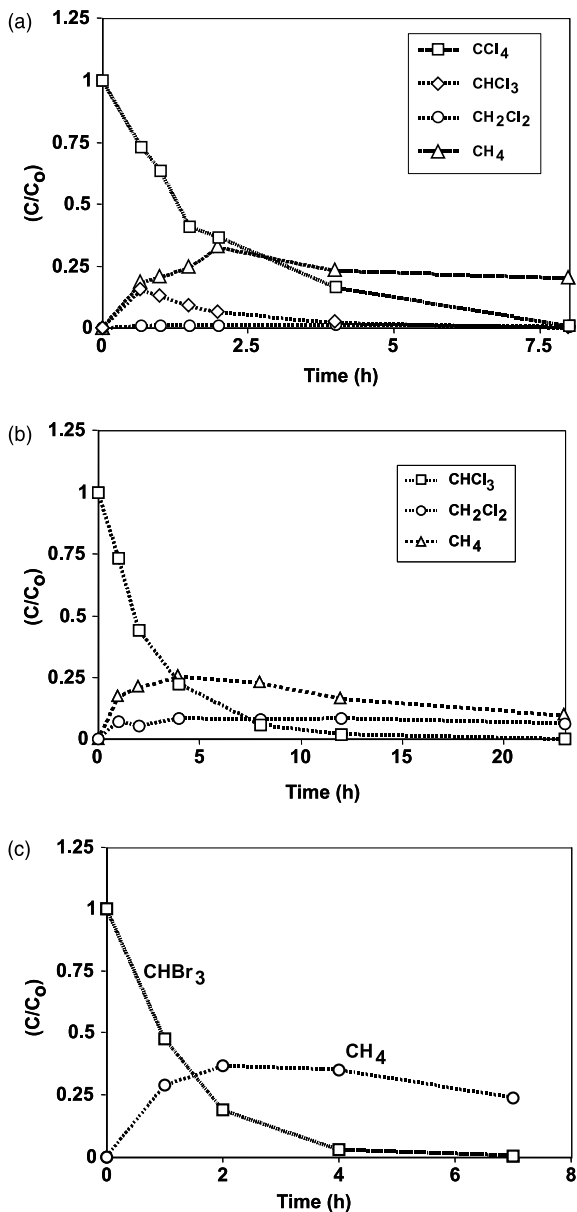 (a)
1.25
1
0.75
0.5
0.25
0
(C/Co)
CCl4
CHCl3
CH2Cl2
CH4
0 2.5 5 7.5
Time (h)
(b)
1.25
1
0.75
0.5
0.25
0
(C/Co)
CHCl3
CH2Cl2
CH4
0 5 10 15 20
Time (h)
(c)
1.25
1
0.75
0.5
0.25
0
(C/Co)
CHBr3
CH4
0 2 4 6 8
Time (h)